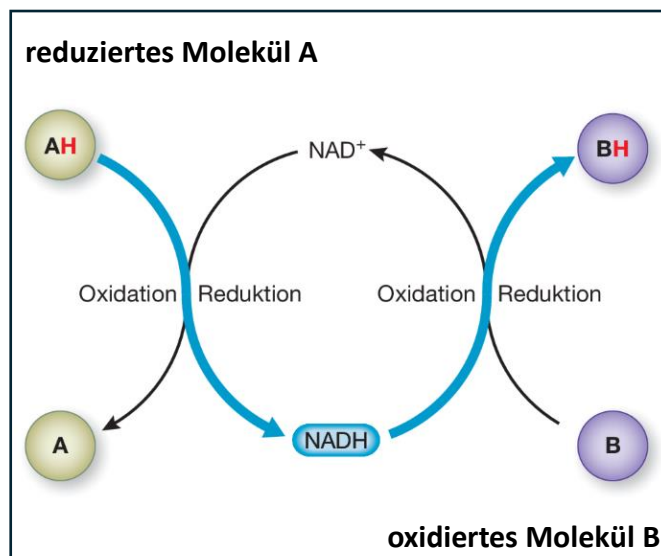 reduziertes Molekül A
AH
NAD⁺
BH
Oxidation
Reduktion
Oxidation
Reduktion
A
NADH
B
oxidiertes Molekül B